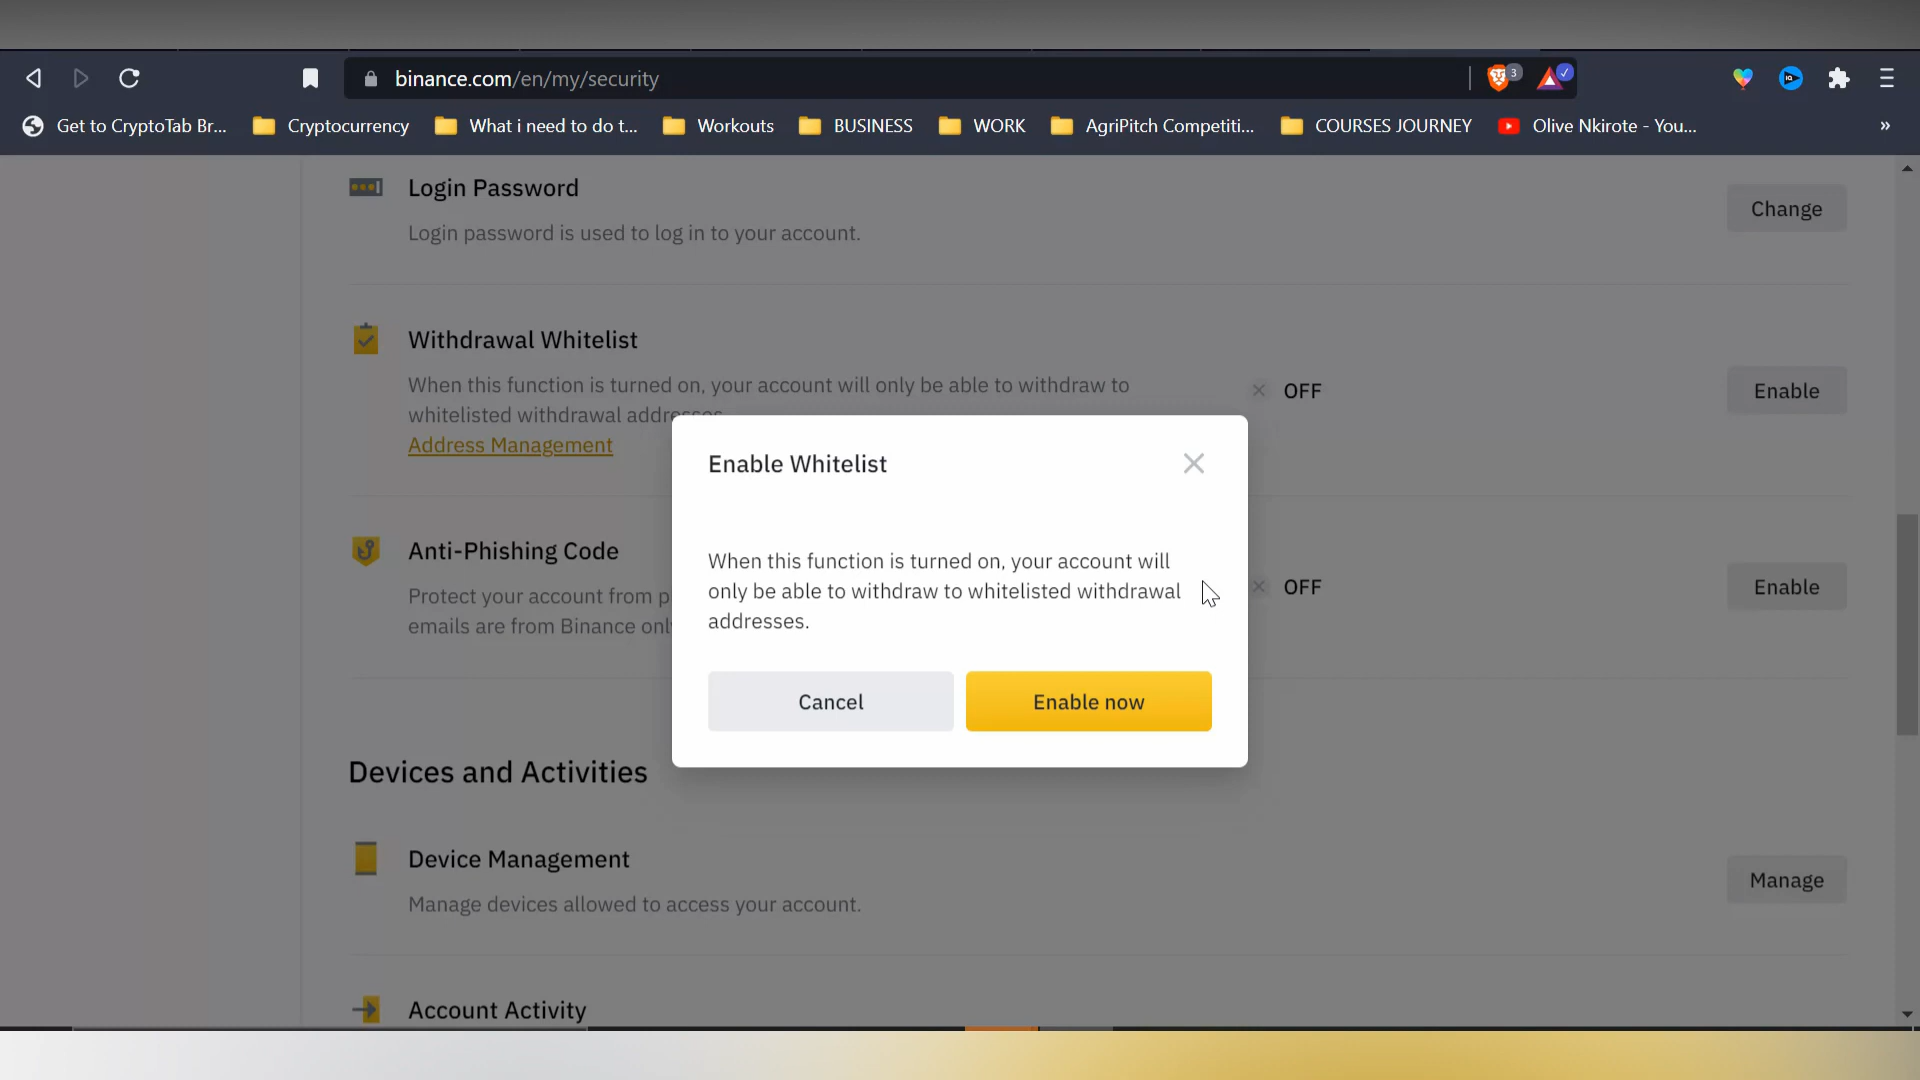 binance.com/en/my/security
3
Get to CryptoTab Br... Cryptocurrency What i need to do t... Workouts BUSINESS WORK AgriPitch Competiti... COURSES JOURNEY Olive Nkirote - You... »
Login Password
Login password is used to log in to your account.
Change
Withdrawal Whitelist
When this function is turned on, your account will only be able to withdraw to
whitelisted withdrawal addresses
Address Management
OFF
Enable
Enable Whitelist
When this function is turned on, your account will
only be able to withdraw to whitelisted withdrawal
addresses.
Cancel
Enable now
Anti-Phishing Code
Protect your account from p
emails are from Binance onl
OFF
Enable
Devices and Activities
Device Management
Manage devices allowed to access your account.
Manage
Account Activity